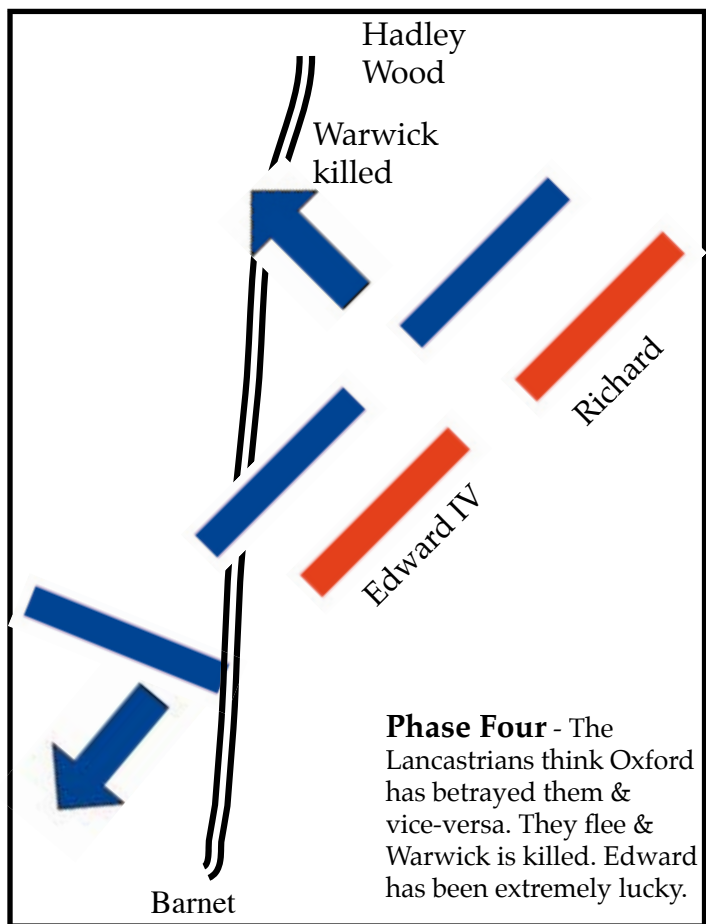 Hadley
Wood
Warwick
killed
Richard
Edward IV
Phase Four - The
Lancastrians think Oxford
has betrayed them &
vice-versa. They flee &
Warwick is killed. Edward
has been extremely lucky.
Barnet